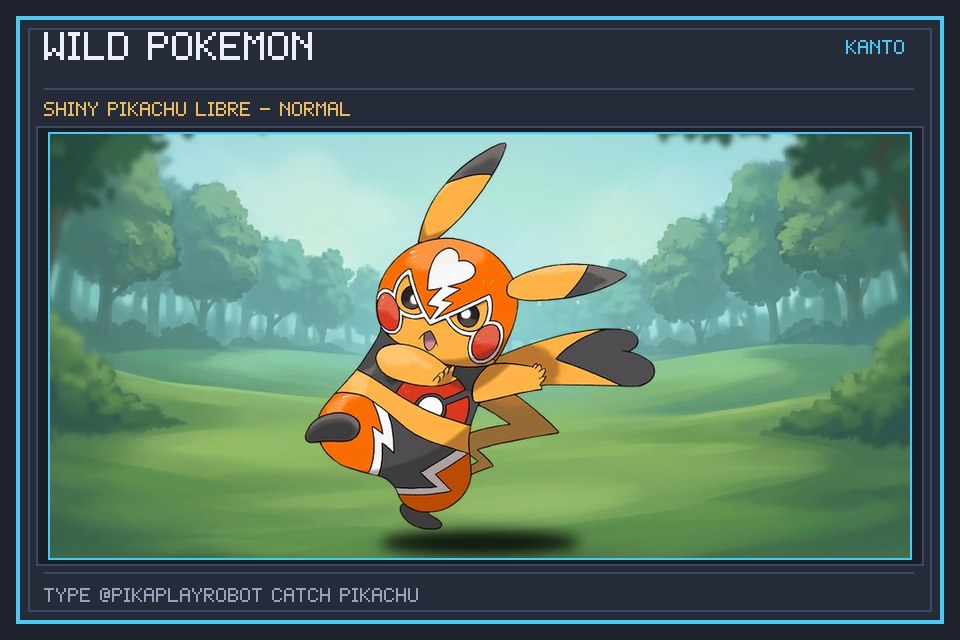 WILD POKEMON
KANTO
SHINY PIKACHU LIBRE - NORMAL
TYPE @PIKAPLAYROBOT CATCH PIKACHU